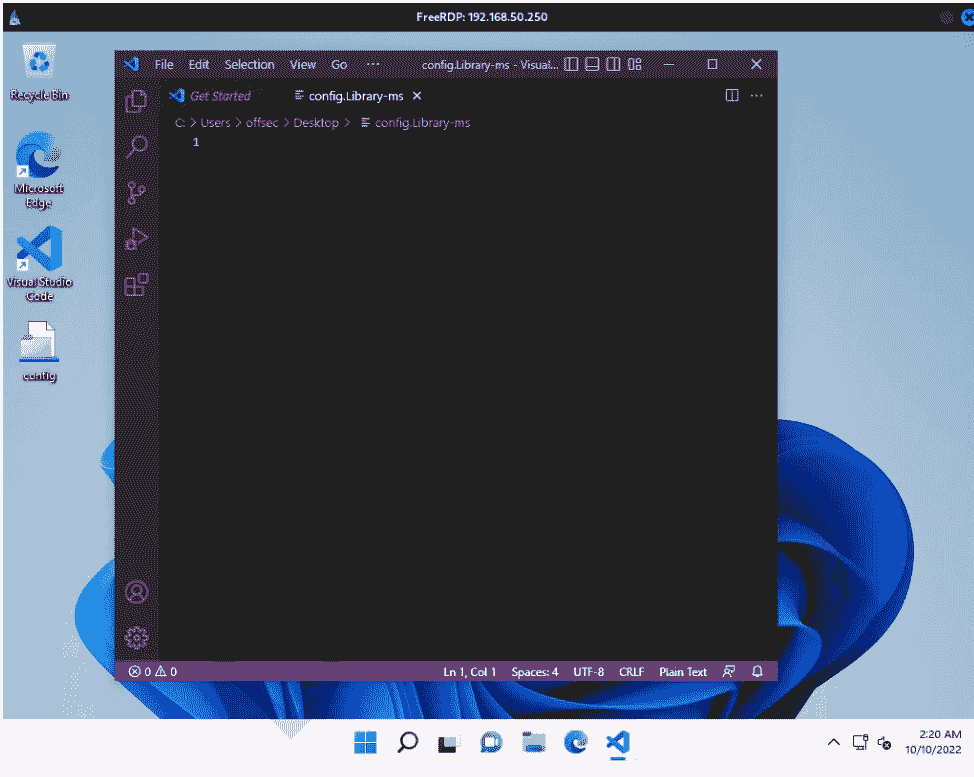 FreeRDP: 192.168.50.250
Recycle Bin
Microsoft
Edge
Visual Studio
Code
config
File Edit Selection View Go ··· config.Library-ms - Visual...
Get Started config.Library-ms
C: > Users > offsec > Desktop > config.Library-ms
1
0 0 Ln 1, Col 1 Spaces: 4 UTF-8 CRLF Plain Text
2:20 AM
10/10/2022